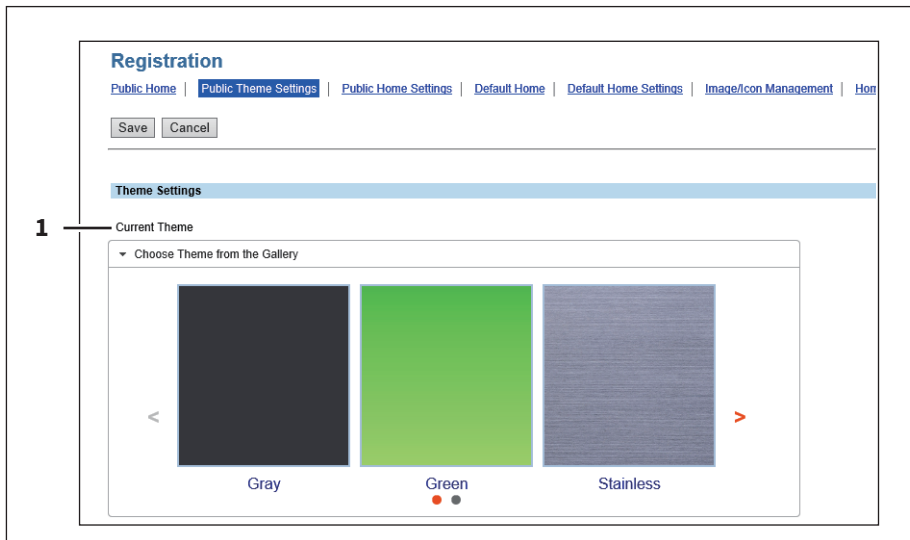 Registration
Public Home | Public Theme Settings | Public Home Settings | Default Home | Default Home Settings | Image/Icon Management |
Save Cancel
Theme Settings
1 Current Theme
Choose Theme from the Gallery
< >
Gray Green Stainless